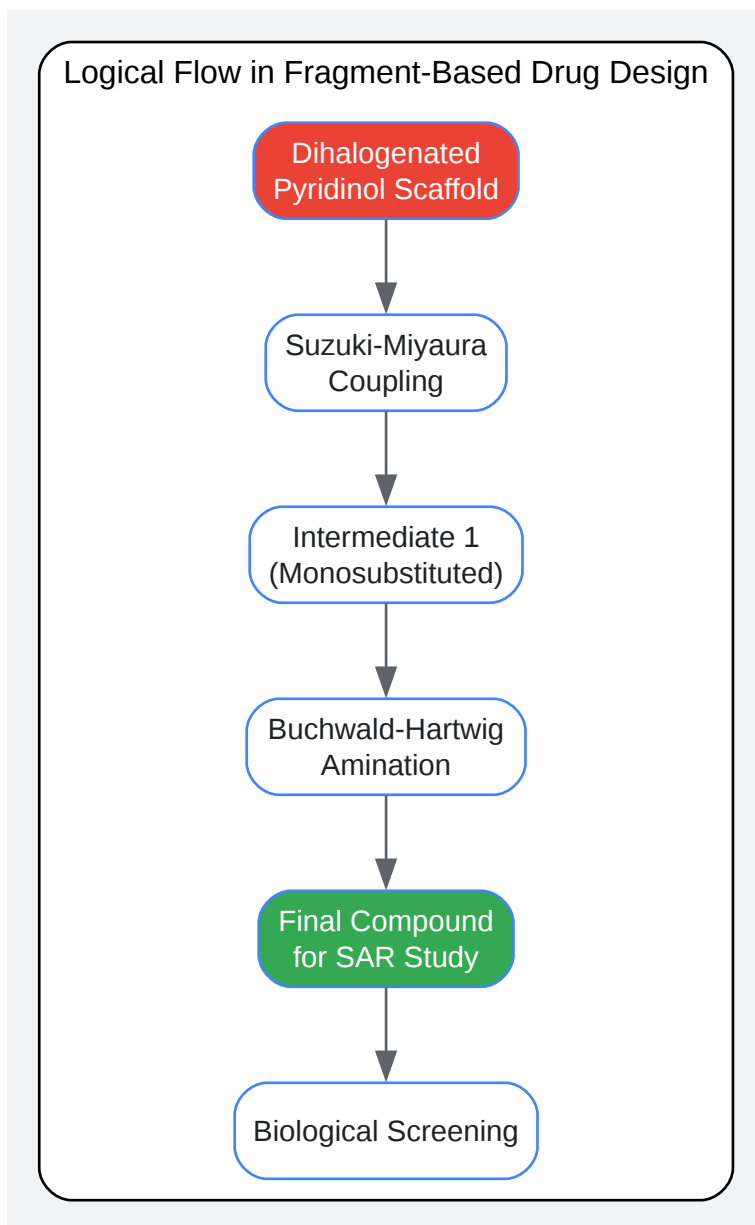 Logical Flow in Fragment-Based Drug Design
Dihalogenated
Pyridinol Scaffold
Suzuki-Miyaura
Coupling
Intermediate 1
(Monosubstituted)
Buchwald-Hartwig
Amination
Final Compound
for SAR Study
Biological Screening